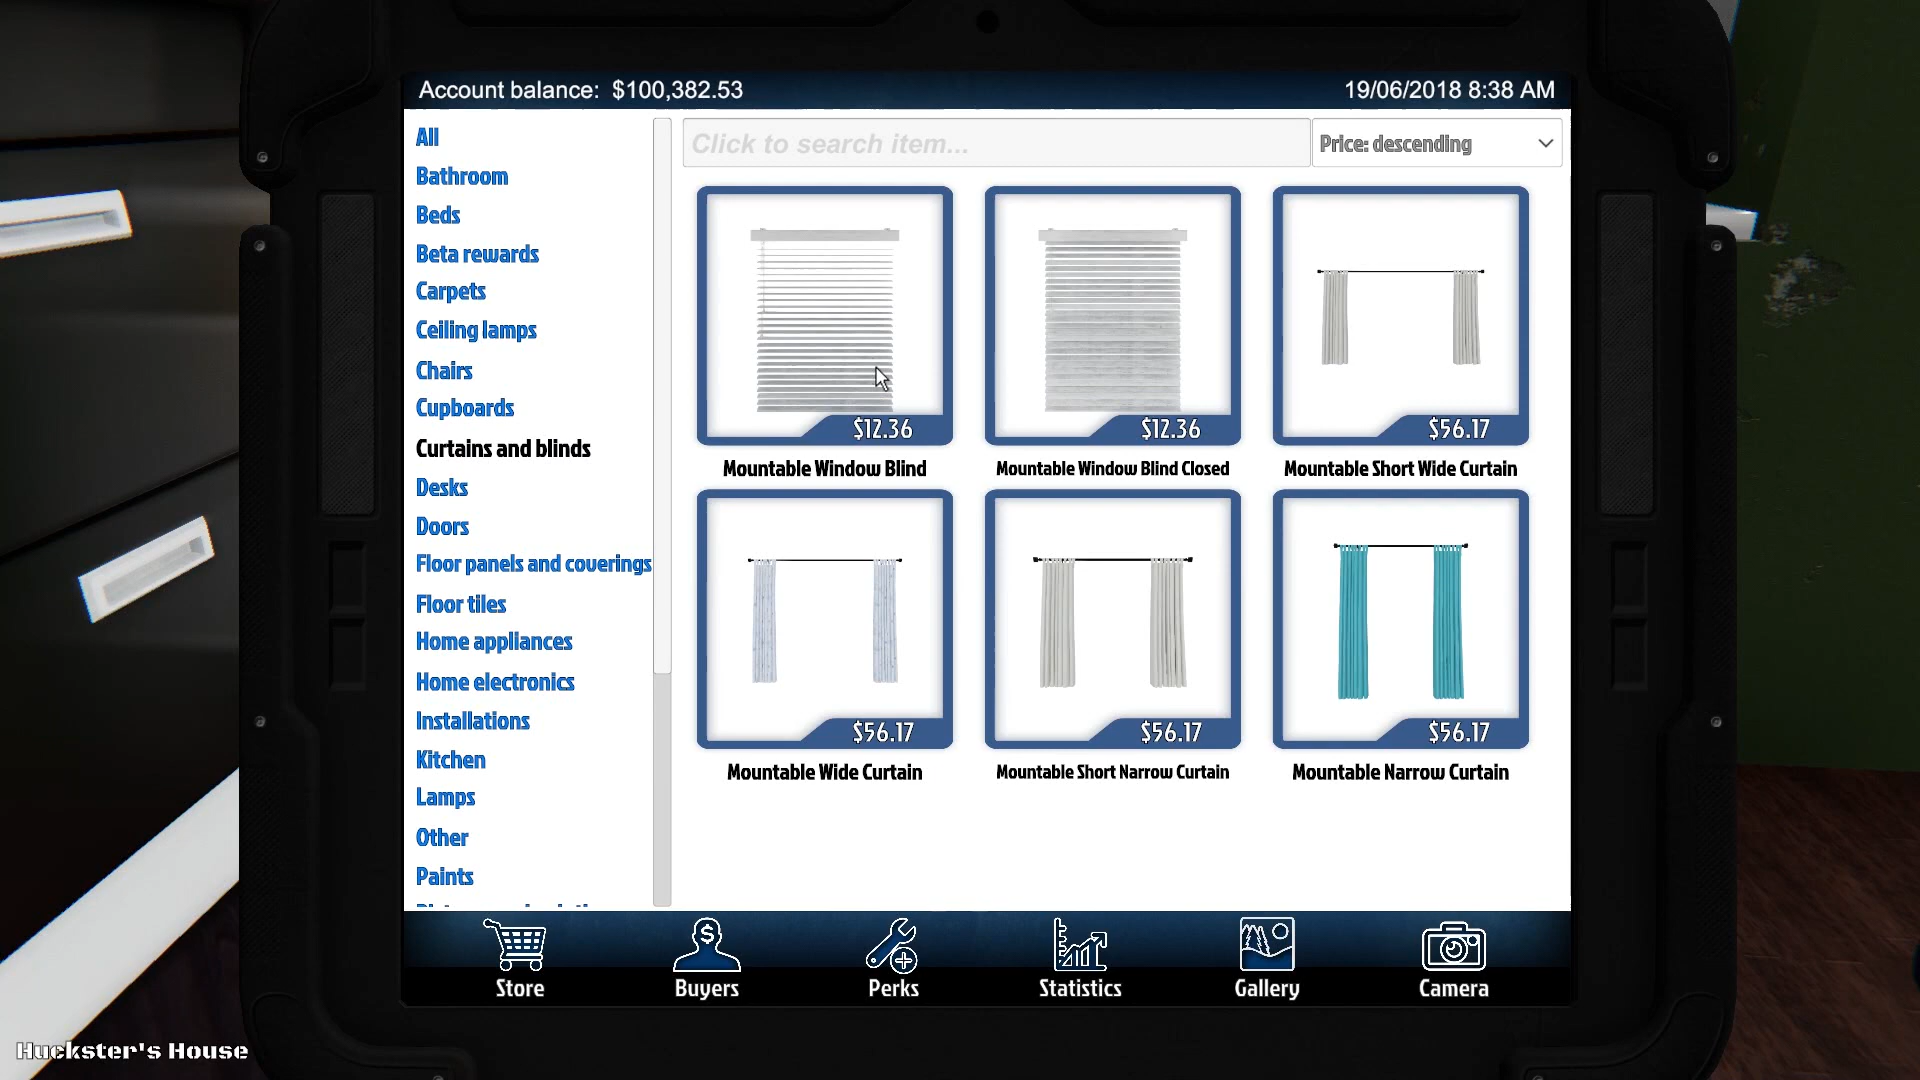 Account balance: $100,382.53
19/06/2018 8:38 AM
All
Bathroom
Beds
Beta rewards
Carpets
Ceiling lamps
Chairs
Cupboards
Curtains and blinds
Desks
Doors
Floor panels and coverings
Floor tiles
Home appliances
Home electronics
Installations
Kitchen
Lamps
Other
Paints
Click to search item...
Price: descending
$12.36
$12.36
$56.17
Mountable Window Blind
Mountable Window Blind Closed
Mountable Short Wide Curtain
$56.17
$56.17
$56.17
Mountable Wide Curtain
Mountable Short Narrow Curtain
Mountable Narrow Curtain
Store
Buyers
Perks
Statistics
Gallery
Camera
Huckster's House